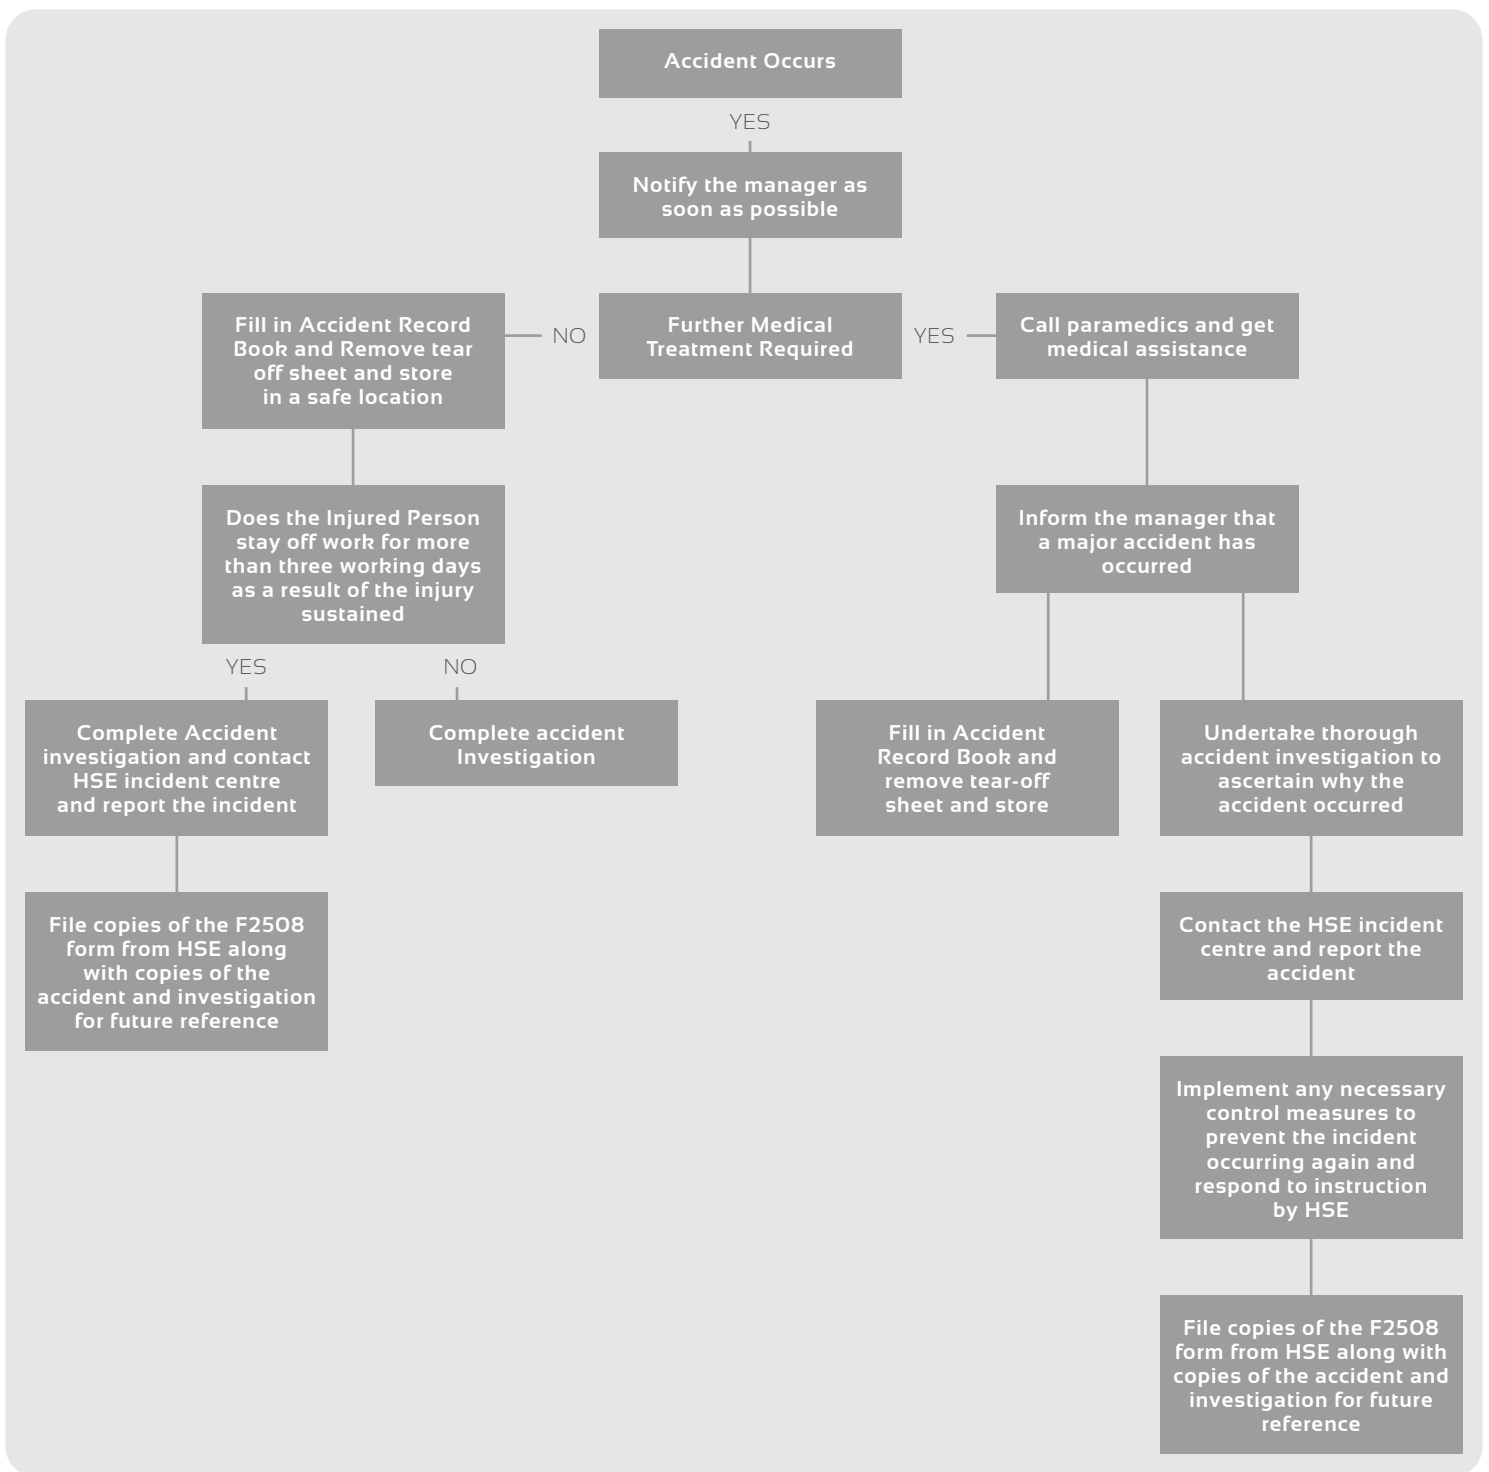 Accident Occurs
YES
Notify the manager as
soon as possible
Fill in Accident Record
Book and Remove tear
off sheet and store
in a safe location
NO
Further Medical
Treatment Required
YES
Call paramedics and get
medical assistance
Does the Injured Person
stay off work for more
than three working days
as a result of the injury
sustained
Inform the manager that
a major accident has
occurred
YES
NO
Complete Accident
investigation and contact
HSE incident centre
and report the incident
Complete accident
Investigation
Fill in Accident
Record Book and
remove tear-off
sheet and store
Undertake thorough
accident investigation to
ascertain why the
accident occurred
File copies of the F2508
form from HSE along
with copies of the
accident and investigation
for future reference
Contact the HSE incident
centre and report the
accident
Implement any necessary
control measures to
prevent the incident
occurring again and
respond to instruction
by HSE
File copies of the F2508
form from HSE along with
copies of the accident and
investigation for future
reference